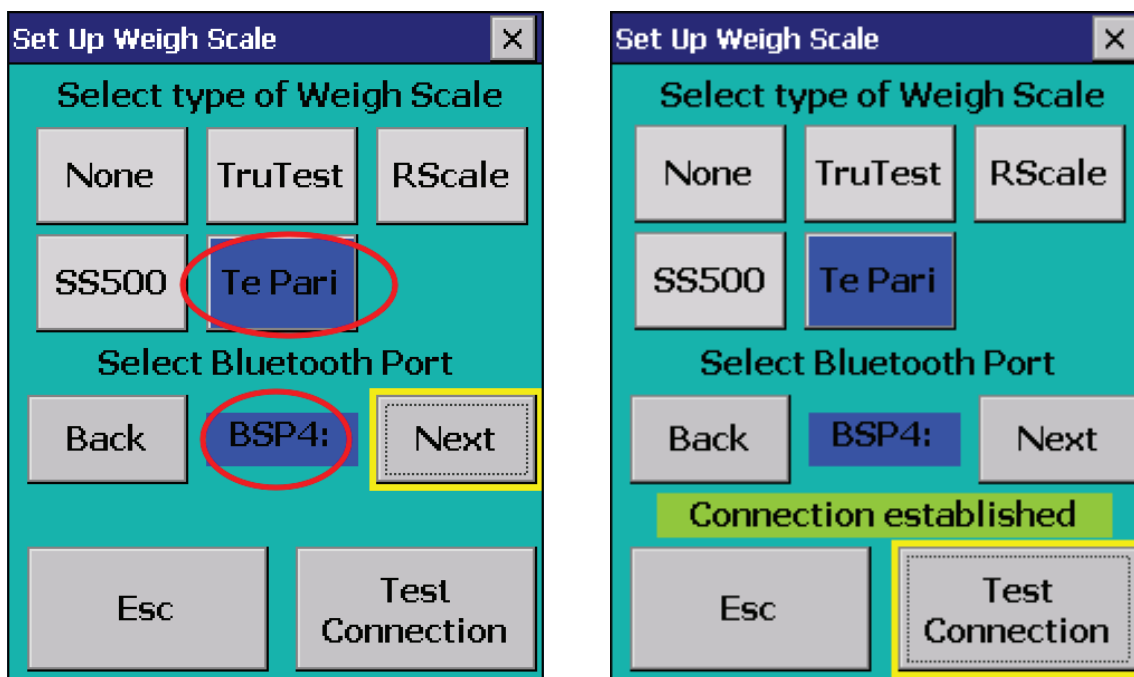 Set Up Weigh Scale
Select type of Weigh Scale
None TruTest RScale
SS500 Te Pari
Select Bluetooth Port
Back BSP4: Next
Esc Test
Connection
Set Up Weigh Scale
Select type of Weigh Scale
None TruTest RScale
SS500 Te Pari
Select Bluetooth Port
Back BSP4: Next
Connection established
Esc Test
Connection